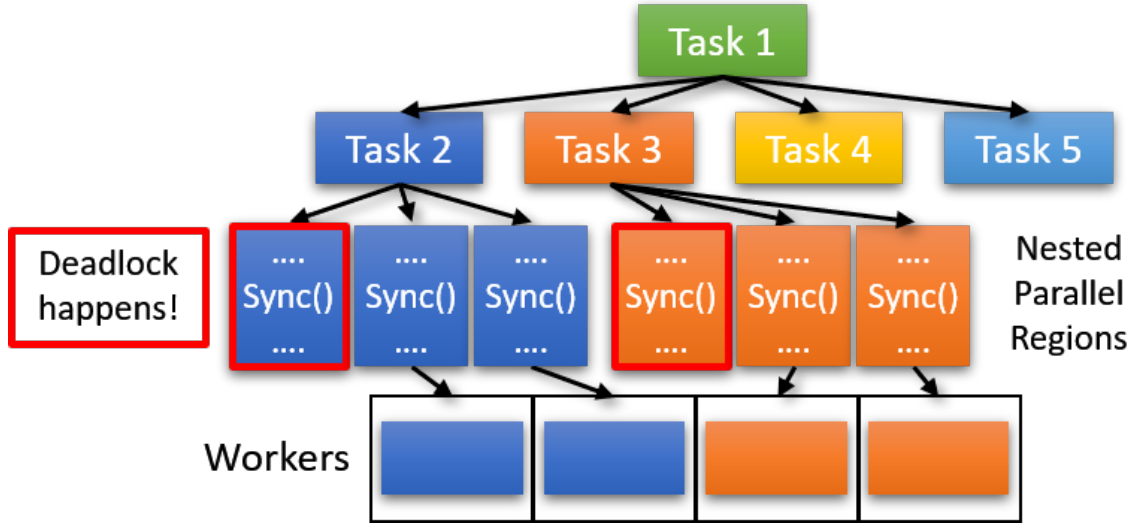 Task 1
Task 2
Task 3
Task 4
Task 5
Deadlock
happens!
....
Sync()
....
....
Sync()
....
....
Sync()
....
....
Sync()
....
....
Sync()
....
....
Sync()
....
Nested
Parallel
Regions
Workers